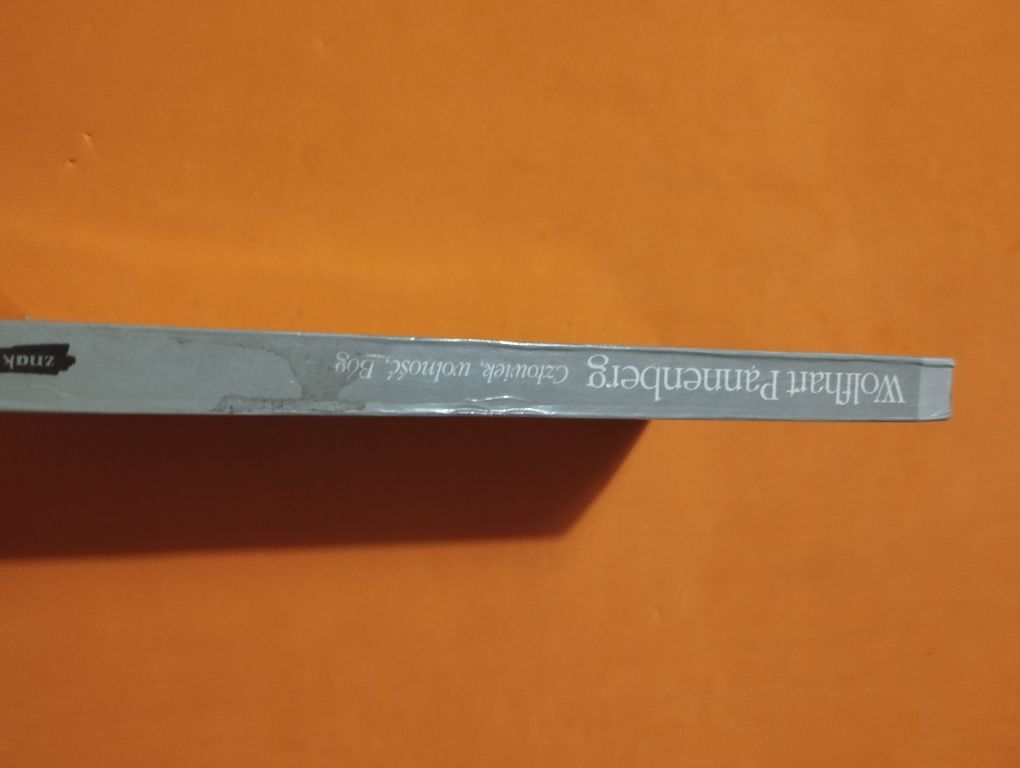 Wolfhart Pannenberg Człowiek, wolność, Bóg
znak